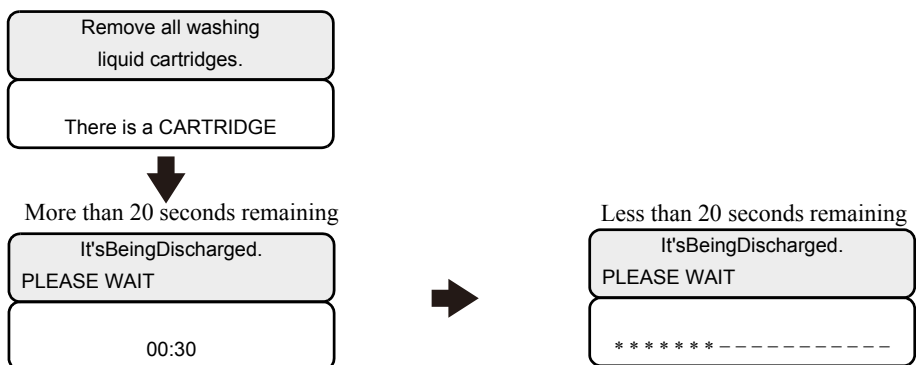 Remove all washing
liquid cartridges.
There is a CARTRIDGE
More than 20 seconds remaining
It'sBeingDischarged.
PLEASE WAIT
00:30
Less than 20 seconds remaining
It'sBeingDischarged.
PLEASE WAIT
* * * * * * * – – – – – – – – – – –